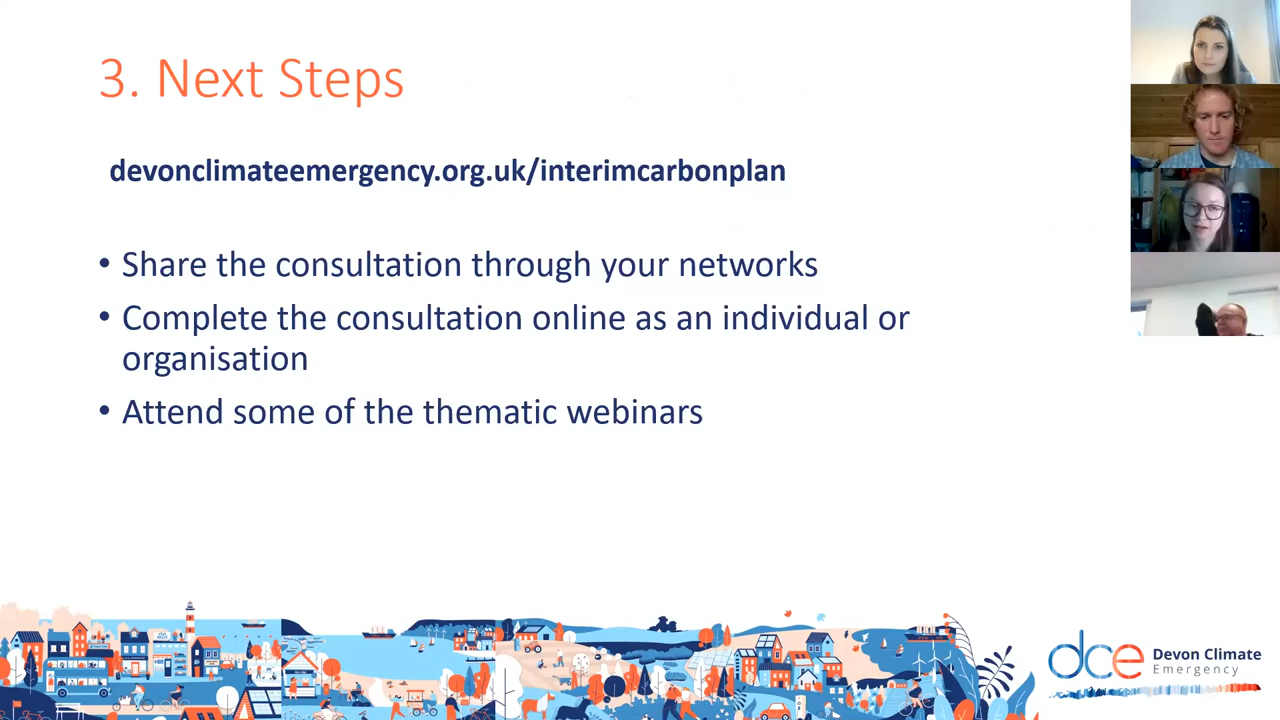 3. Next Steps
devonclimateemergency.org.uk/interimcarbonplan
• Share the consultation through your networks
• Complete the consultation online as an individual or
organisation
• Attend some of the thematic webinars
dce Devon Climate
Emergency